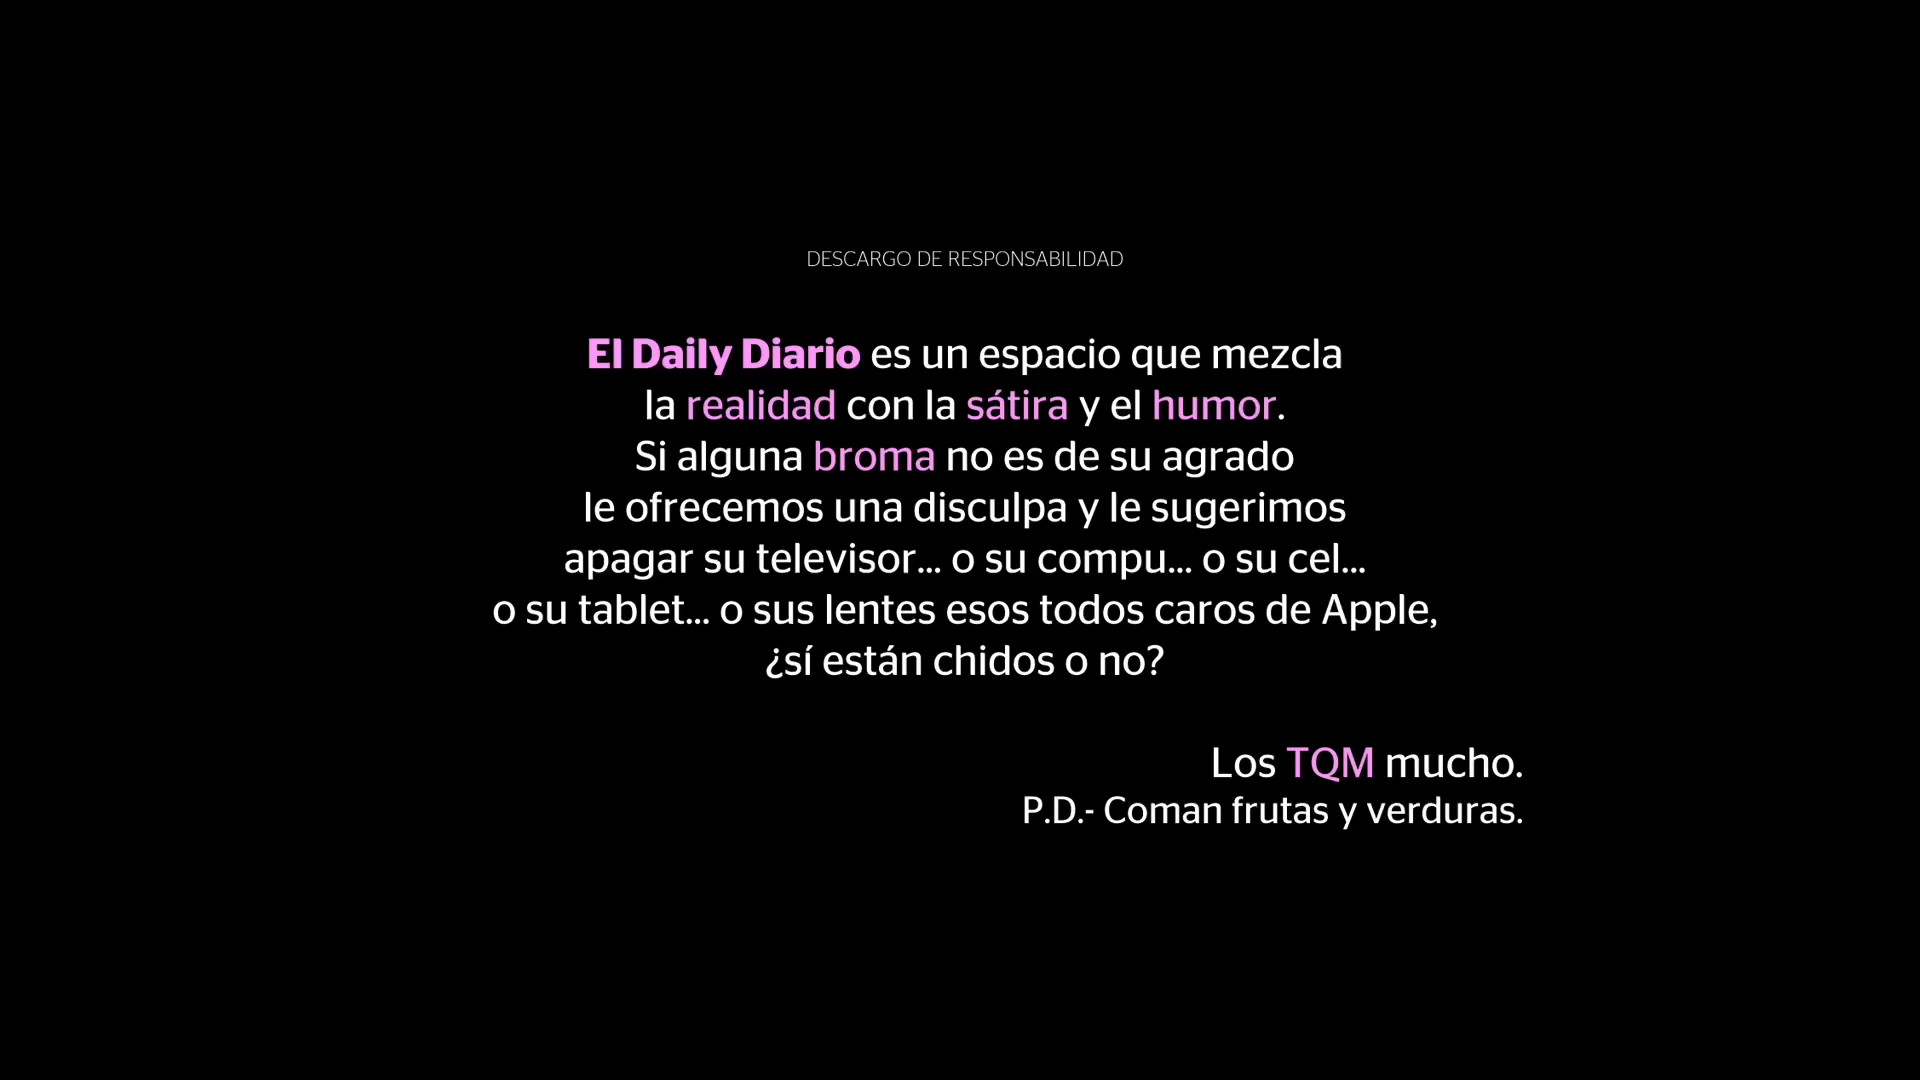 DESCARGO DE RESPONSABILIDAD
El Daily Diario es un espacio que mezcla
la realidad con la sátira y el humor.
Si alguna broma no es de su agrado
le ofrecemos una disculpa y le sugerimos
apagar su televisor... o su compu... o su cel...
o su tablet... o sus lentes esos todos caros de Apple,
¿sí están chidos o no?
Los TQM mucho.
P.D.- Coman frutas y verduras.